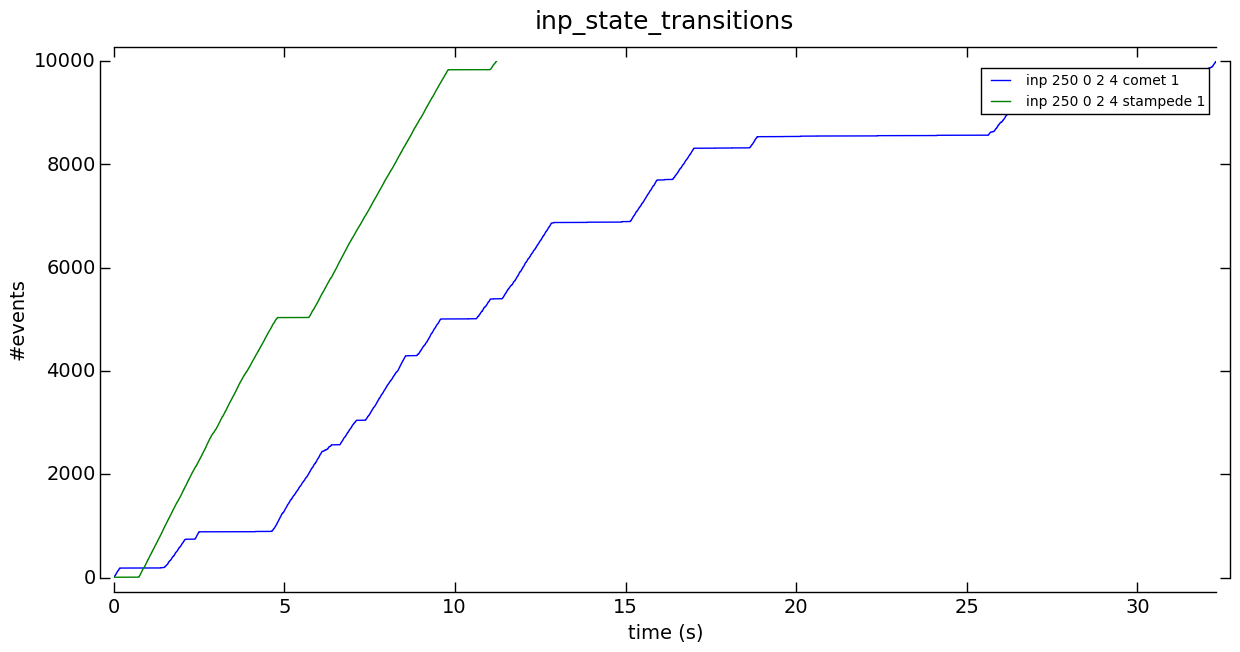 inp_state_transitions
10000
8000
6000
4000
2000
0
#events
inp 250 0 2 4 comet 1
inp 250 0 2 4 stampede 1
0 5 10 15 20 25 30
time (s)